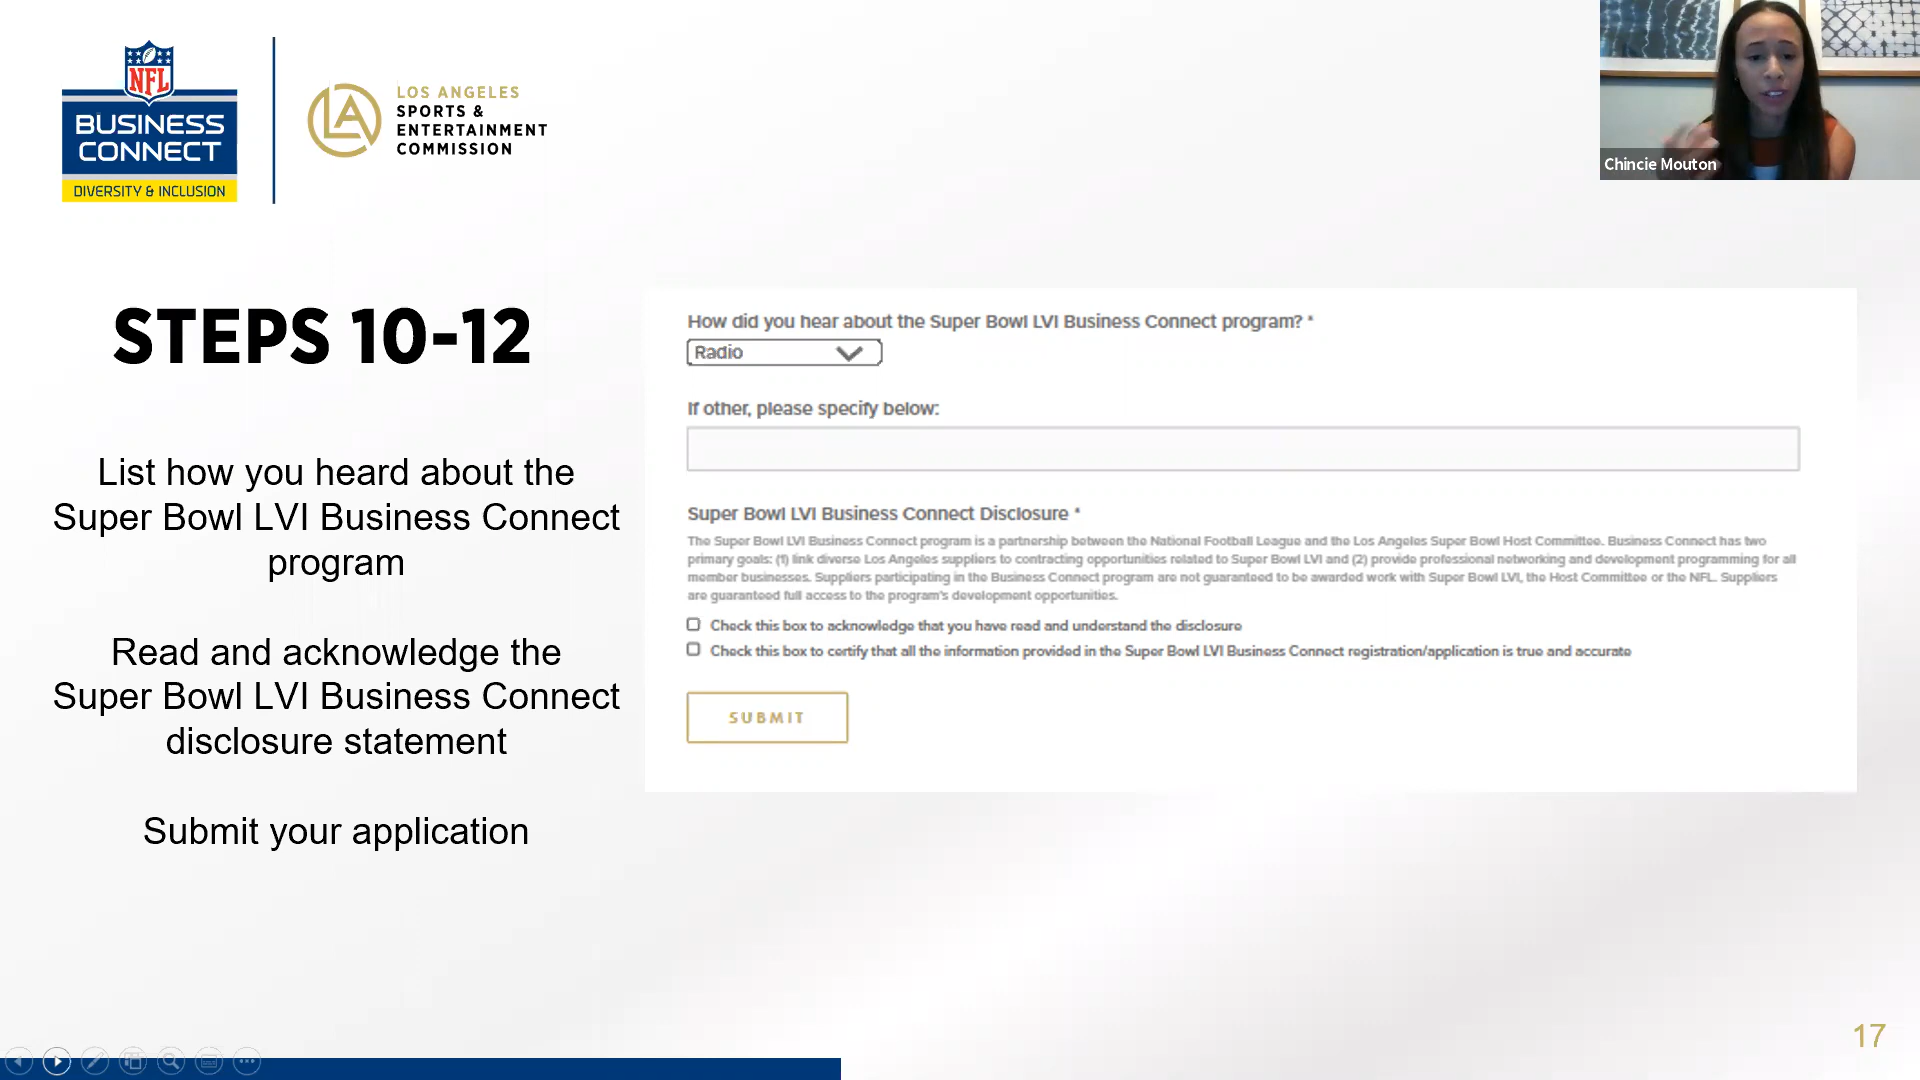 NFL
BUSINESS
CONNECT
DIVERSITY & INCLUSION
LA
LOS ANGELES
SPORTS &
ENTERTAINMENT
COMMISSION
Chincie Mouton
STEPS 10-12
List how you heard about the
Super Bowl LVI Business Connect
program
Read and acknowledge the
Super Bowl LVI Business Connect
disclosure statement
Submit your application
How did you hear about the Super Bowl LVI Business Connect program? *
Radio
If other, please specify below:
Super Bowl LVI Business Connect Disclosure *
The Super Bowl LVI Business Connect program is a partnership between the National Football League and the Los Angeles Super Bowl Host Committee. Business Connect has two
primary goals: (1) link diverse Los Angeles suppliers to contracting opportunities related to Super Bowl LVI and (2) provide professional networking and development programming for all
member businesses. Suppliers participating in the Business Connect program are not guaranteed to be awarded work with Super Bowl LVI, the Host Committee or the NFL. Suppliers
are guaranteed full access to the program's development opportunities.
Check this box to acknowledge that you have read and understand the disclosure
Check this box to certify that all the information provided in the Super Bowl LVI Business Connect registration/application is true and accurate
SUBMIT
17